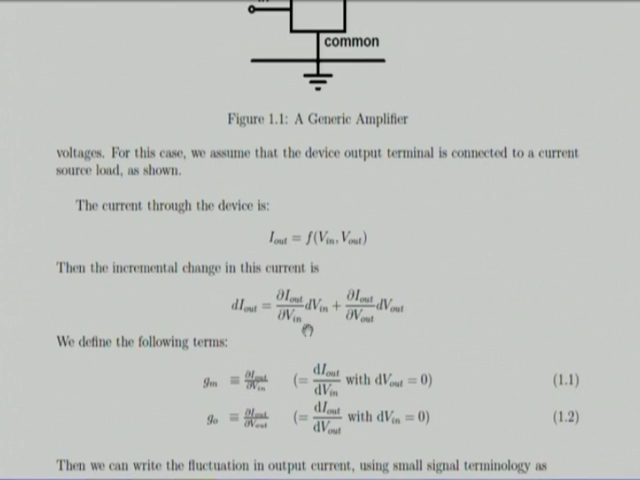 common
Figure 1.1: A Generic Amplifier
voltages. For this case, we assume that the device output terminal is connected to a current
source load, as shown.
The current through the device is:
I_out = f(V_in, V_out)
Then the incremental change in this current is
dI_out = ∂I_out/∂V_in dV_in + ∂I_out/∂V_out dV_out
We define the following terms:
g_m ≡ ∂I_out/∂V_in (= dI_out/dV_in with dV_out = 0) (1.1)
g_o ≡ ∂I_out/∂V_out (= dI_out/dV_out with dV_in = 0) (1.2)
Then we can write the fluctuation in output current, using small signal terminology as